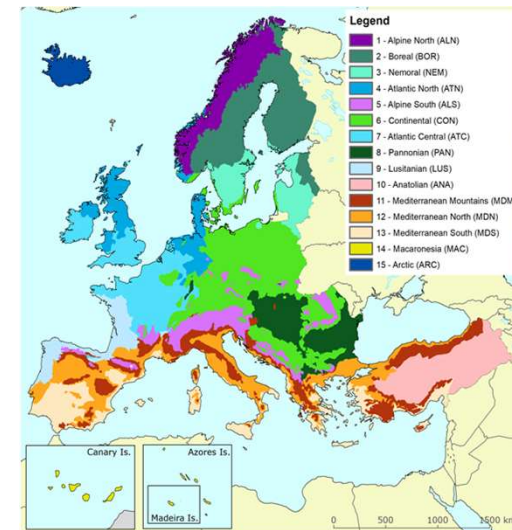 Legend
1 - Alpine North (ALN)
2 - Boreal (BOR)
3 - Nemoral (NEM)
4 - Atlantic North (ATN)
5 - Alpine South (ALS)
6 - Continental (CON)
7 - Atlantic Central (ATC)
8 - Pannonian (PAN)
9 - Lusitanian (LUS)
10 - Anatolian (ANA)
11 - Mediterranean Mountains (MDM
12 - Mediterranean North (MDN)
13 - Mediterranean South (MDS)
14 - Macaronesia (MAC)
15 - Arctic (ARC)
Canary Is.
Azores Is.
Madeira Is.
0 500 1000 1500 km